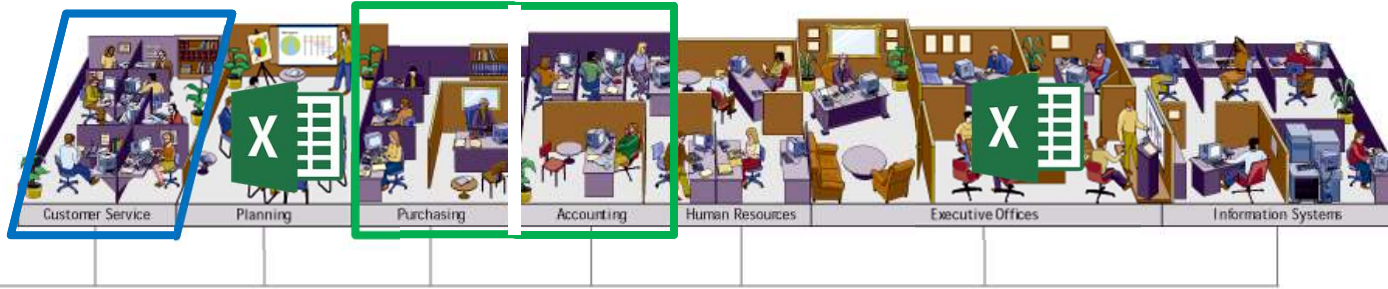 X
X
Customer Service
Planning
Purchasing
Accounting
Human Resources
Executive Offices
Information Systems